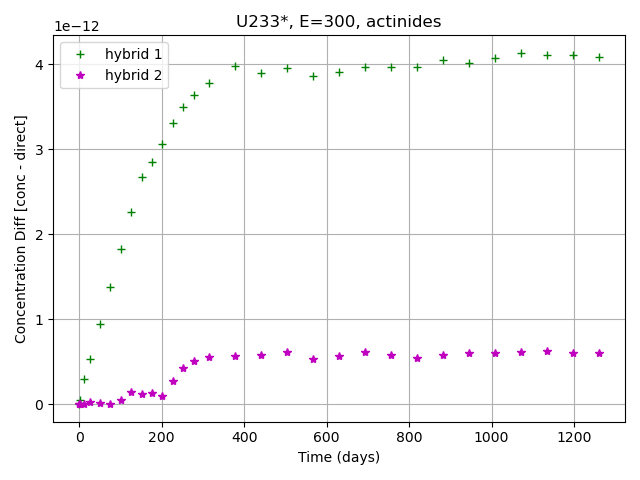 U233*, E=300, actinides
1e−12
hybrid 1
hybrid 2
Concentration Diff [conc - direct]
4
3
2
1
0
0 200 400 600 800 1000 1200
Time (days)